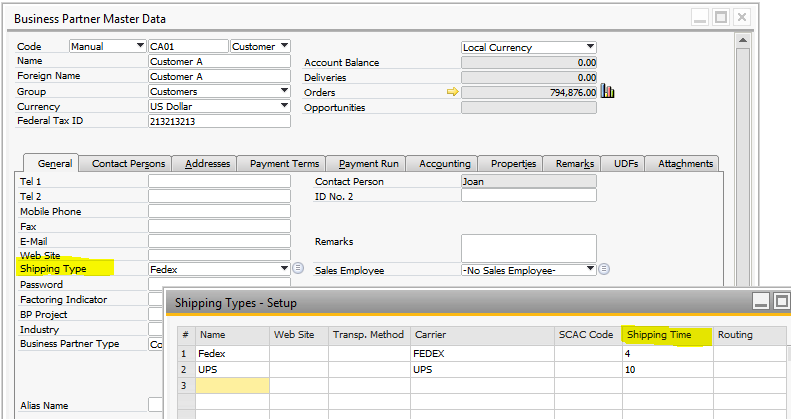 Business Partner Master Data
Code Manual CA01 Customer Local Currency
Name Customer A Account Balance 0.00
Foreign Name Customer A Deliveries 0.00
Group Customers Orders 794,876.00
Currency US Dollar Opportunities
Federal Tax ID 213213213
General Contact Persons Addresses Payment Terms Payment Run Accounting Properties Remarks UDFs Attachments
Tel 1 Contact Person Joan
Tel 2 ID No. 2
Mobile Phone
Fax
E-Mail Remarks
Web Site
Shipping Type Fedex Sales Employee -No Sales Employee-
Password
Factoring Indicator
BP Project
Industry
Business Partner Type Co
Alias Name
Shipping Types - Setup
# Name Web Site Transp. Method Carrier SCAC Code Shipping Time Routing
1 Fedex FEDEX 4
2 UPS UPS 10
3